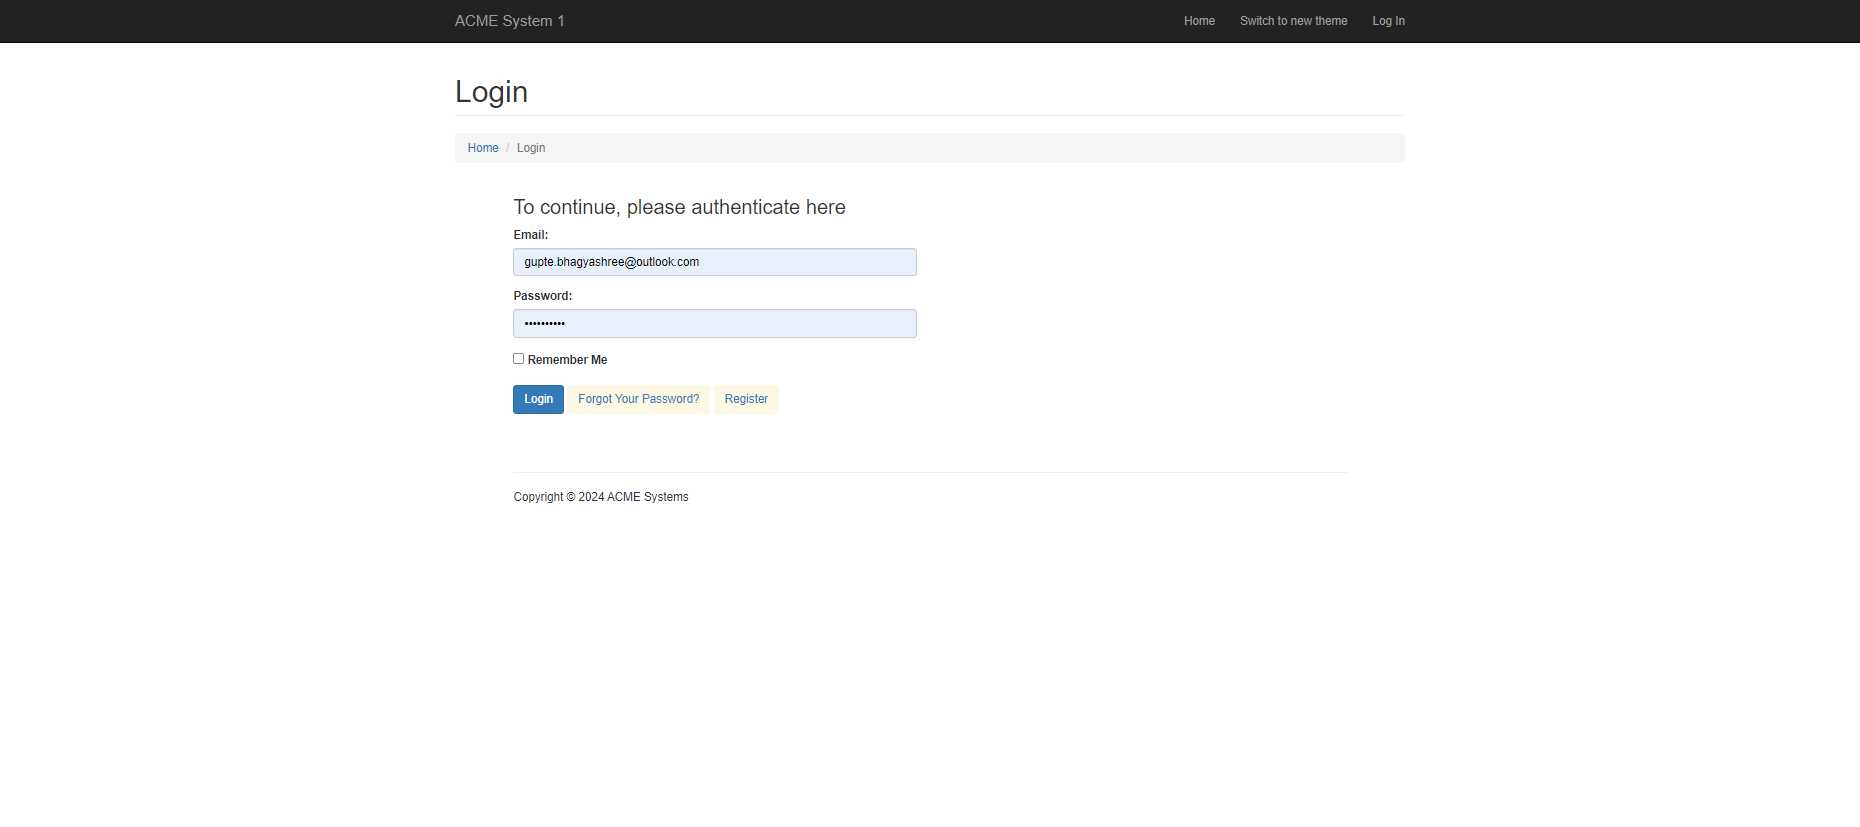 ACME System 1
Home
Switch to new theme
Log In
Login
Home / Login
To continue, please authenticate here
Email:
gupte.bhagyashree@outlook.com
Password:
••••••••••
Remember Me
Login
Forgot Your Password?
Register
Copyright © 2024 ACME Systems